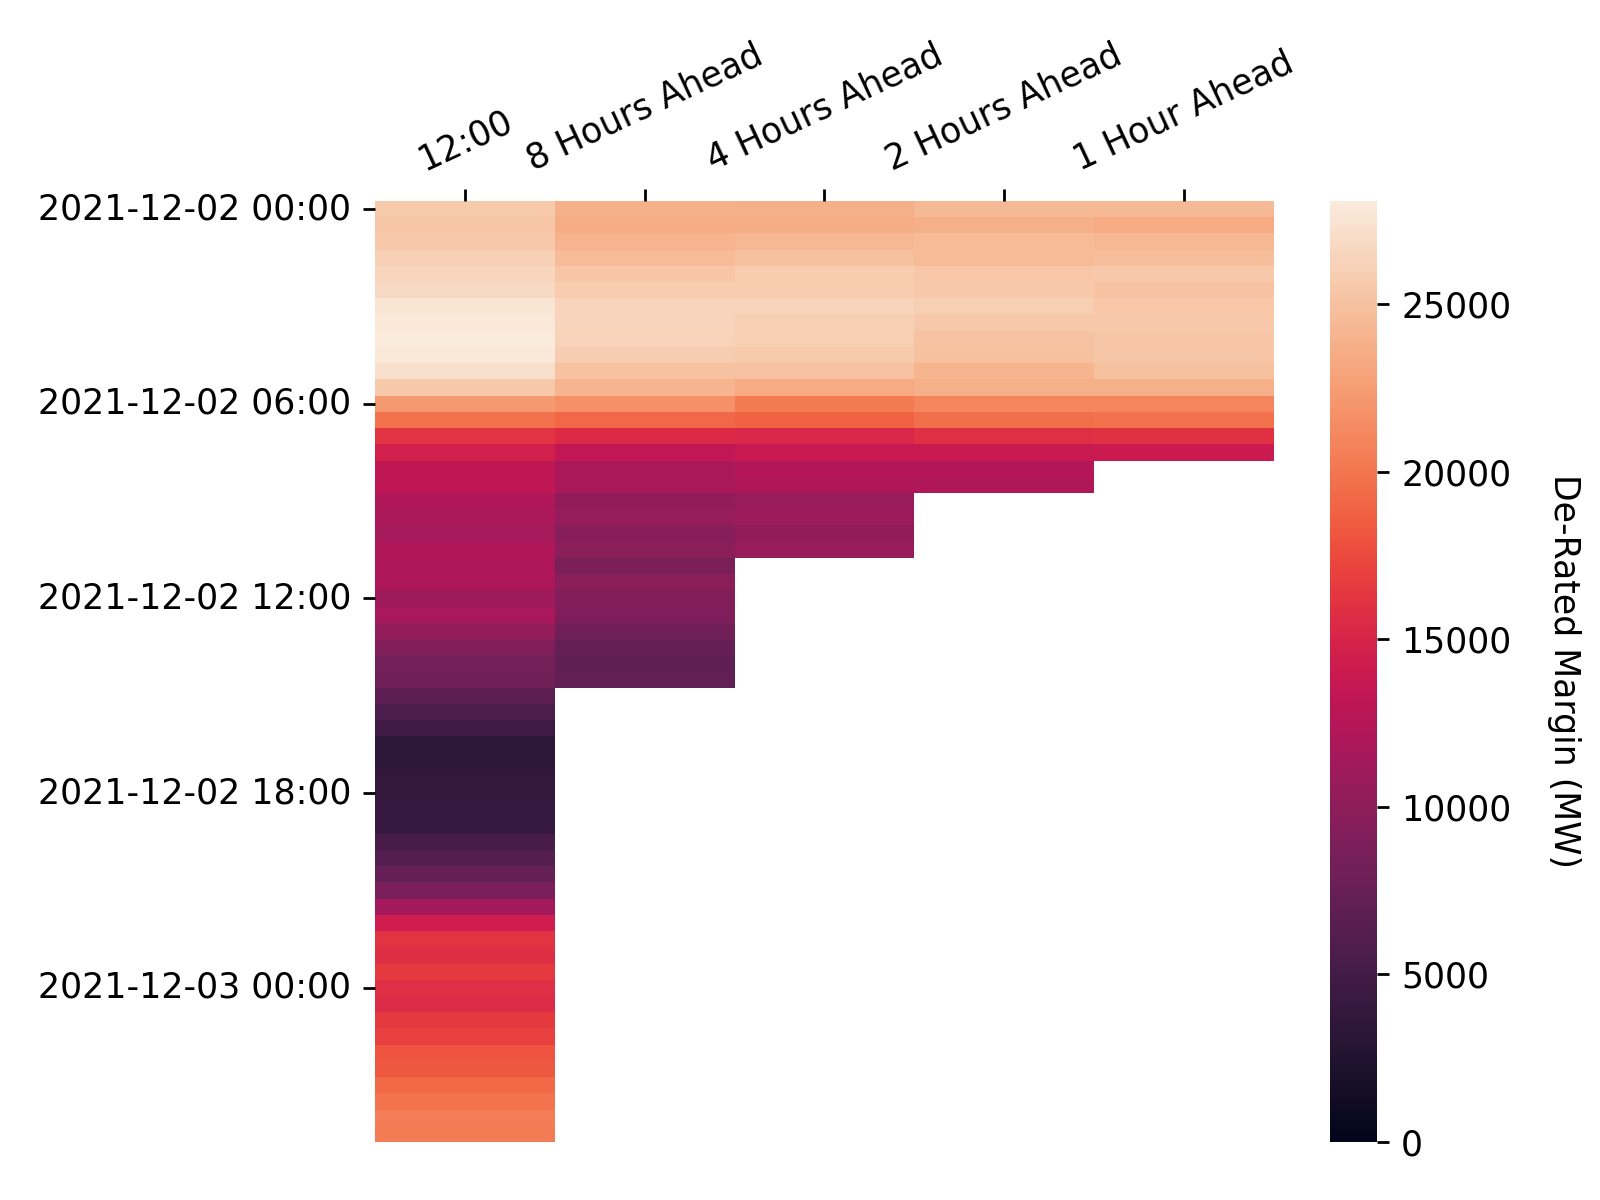 12:00
8 Hours Ahead
4 Hours Ahead
2 Hours Ahead
1 Hour Ahead
2021-12-02 00:00
2021-12-02 06:00
2021-12-02 12:00
2021-12-02 18:00
2021-12-03 00:00
25000
20000
15000
10000
5000
0
De-Rated Margin (MW)